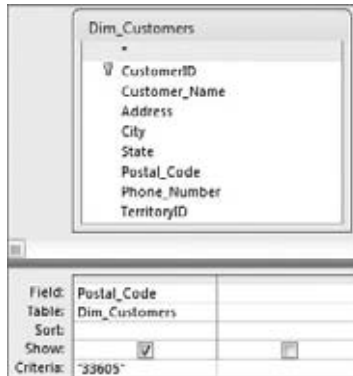 Dim_Customers
*
CustomerID
Customer_Name
Address
City
State
Postal_Code
Phone_Number
TerritoryID
Field: Postal_Code
Table: Dim_Customers
Sort:
Show:
Criteria: "33605"